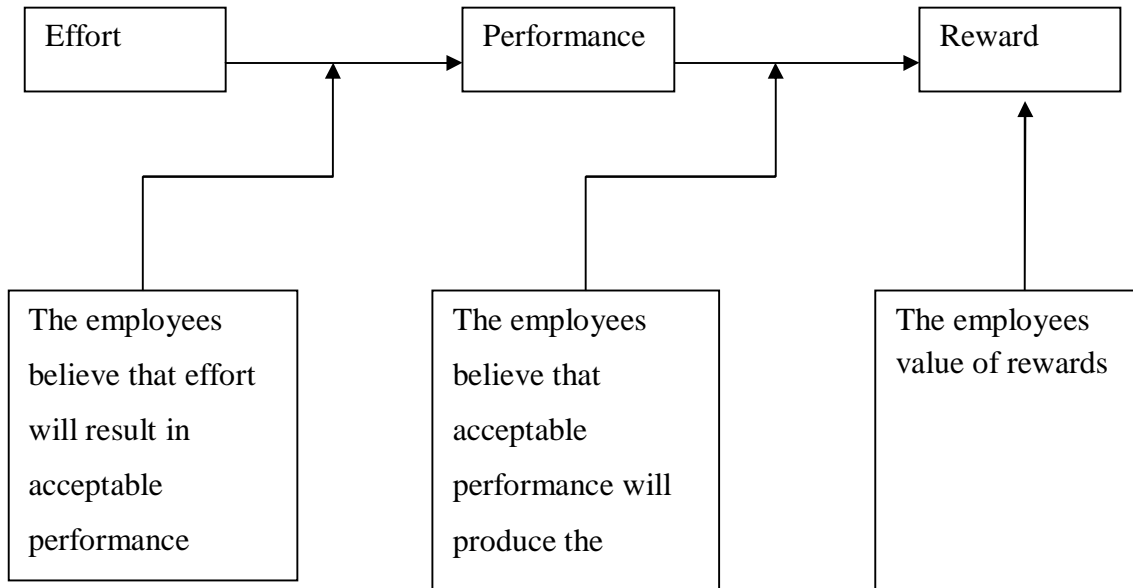 Effort
Performance
Reward
The employees
believe that effort
will result in
acceptable
performance
The employees
believe that
acceptable
performance will
produce the
The employees
value of rewards